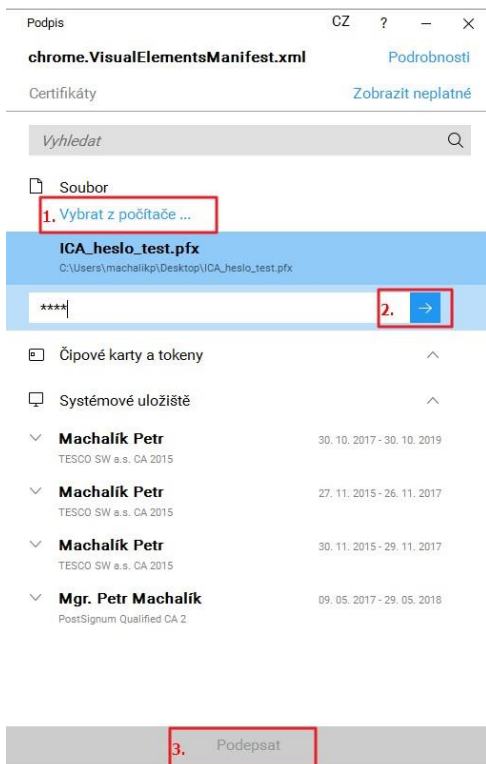 Podpis CZ ? – ×
chrome.VisualElementsManifest.xml Podrobnosti
Certifikáty Zobrazit neplatné
Vyhledat
Soubor
1. Vybrat z počítače ...
ICA_heslo_test.pfx
C:\Users\machalikp\Desktop\ICA_heslo_test.pfx
**** 2. →
Čipové karty a tokeny
Systémové uložiště
Machalík Petr 30. 10. 2017 - 30. 10. 2019
TESCO SW a.s. CA 2015
Machalík Petr 27. 11. 2015 - 26. 11. 2017
TESCO SW a.s. CA 2015
Machalík Petr 30. 11. 2015 - 29. 11. 2017
TESCO SW a.s. CA 2015
Mgr. Petr Machalík 09. 05. 2017 - 29. 05. 2018
PostSignum Qualified CA 2
3. Podepsat